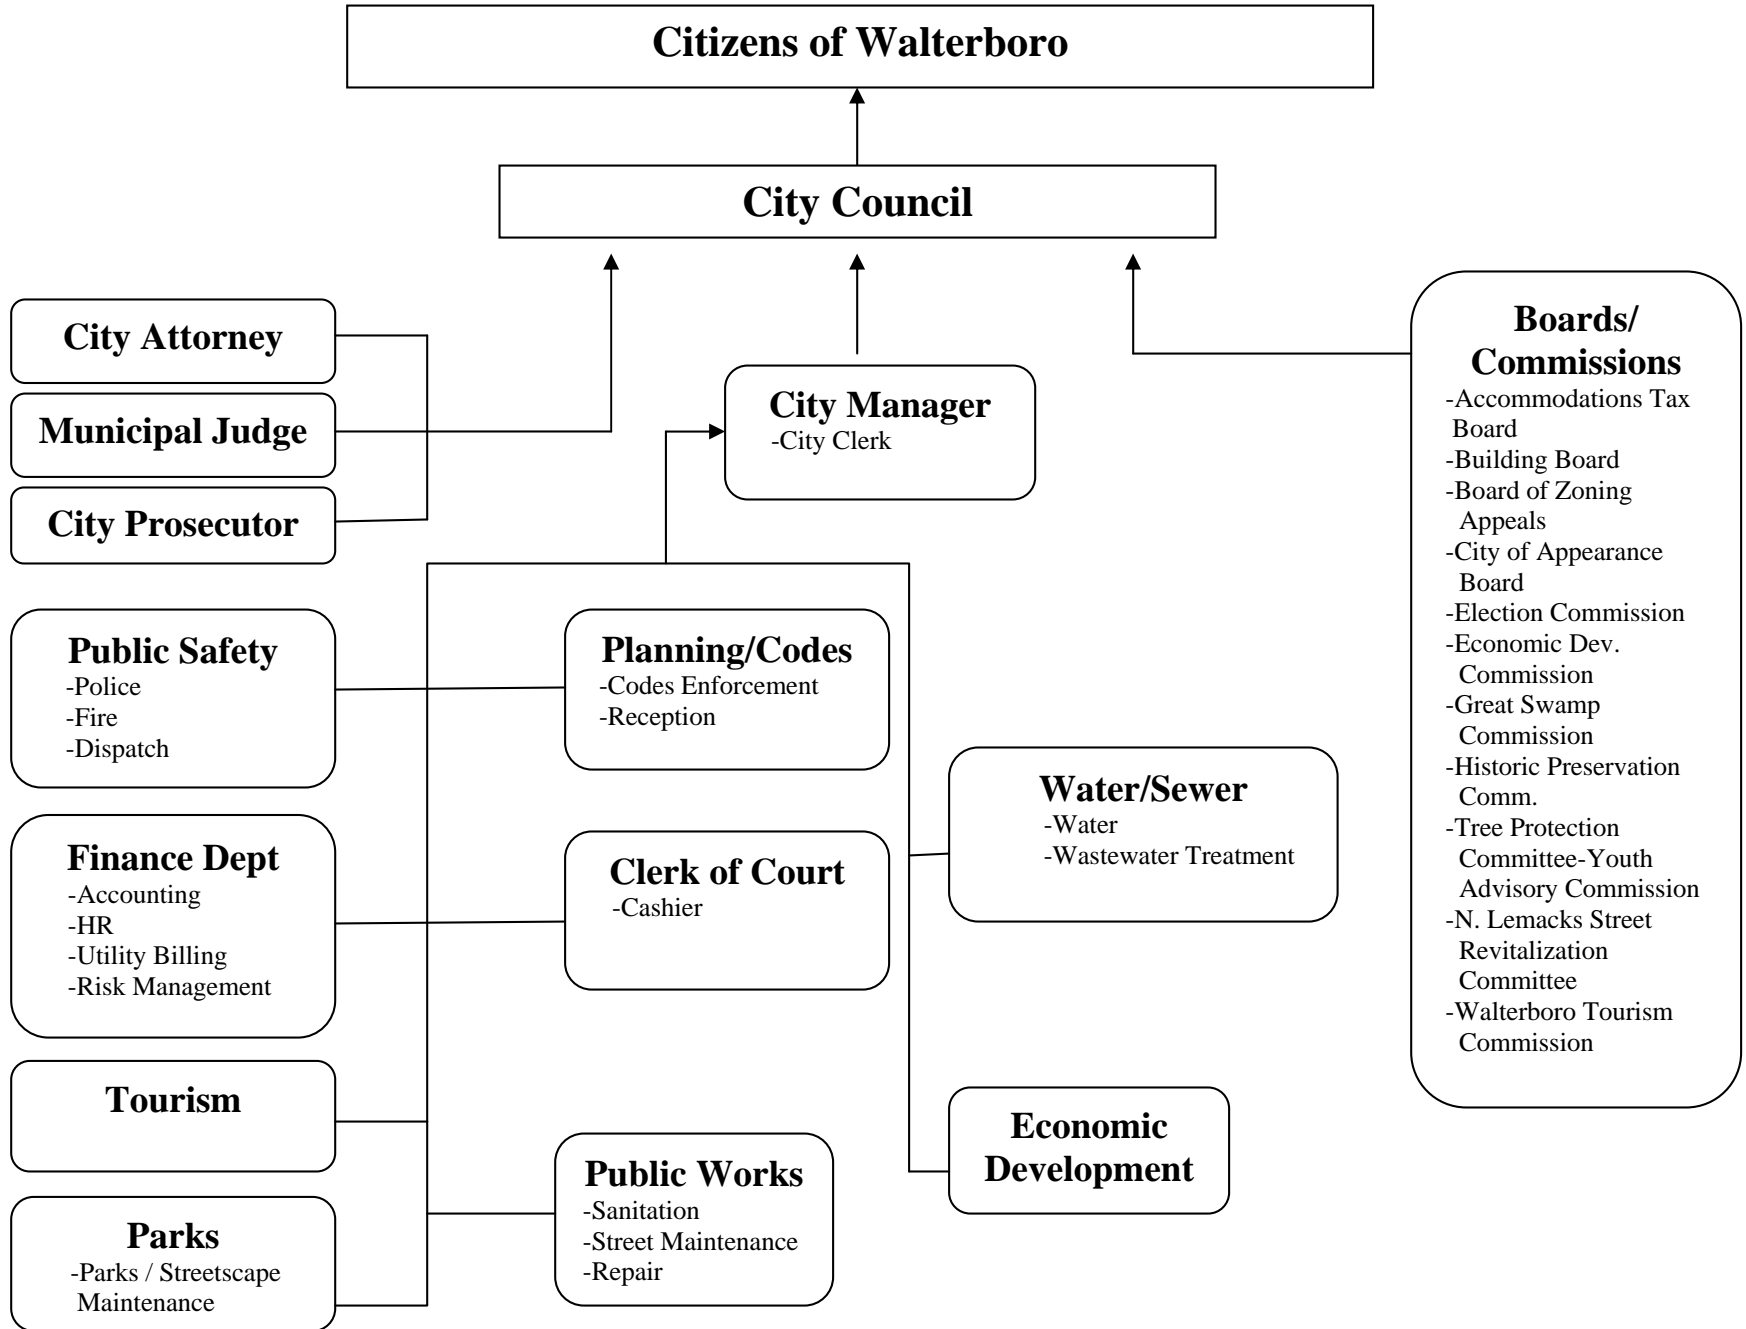 Citizens of Walterboro
City Council
City Attorney
Municipal Judge
City Prosecutor
City Manager
-City Clerk
Boards/
Commissions
-Accommodations Tax
Board
-Building Board
-Board of Zoning
Appeals
-City of Appearance
Board
-Election Commission
-Economic Dev.
Commission
-Great Swamp
Commission
-Historic Preservation
Comm.
-Tree Protection
Committee-Youth
Advisory Commission
-N. Lemacks Street
Revitalization
Committee
-Walterboro Tourism
Commission
Public Safety
-Police
-Fire
-Dispatch
Planning/Codes
-Codes Enforcement
-Reception
Water/Sewer
-Water
-Wastewater Treatment
Finance Dept
-Accounting
-HR
-Utility Billing
-Risk Management
Clerk of Court
-Cashier
Tourism
Economic
Development
Public Works
-Sanitation
-Street Maintenance
-Repair
Parks
-Parks / Streetscape
Maintenance